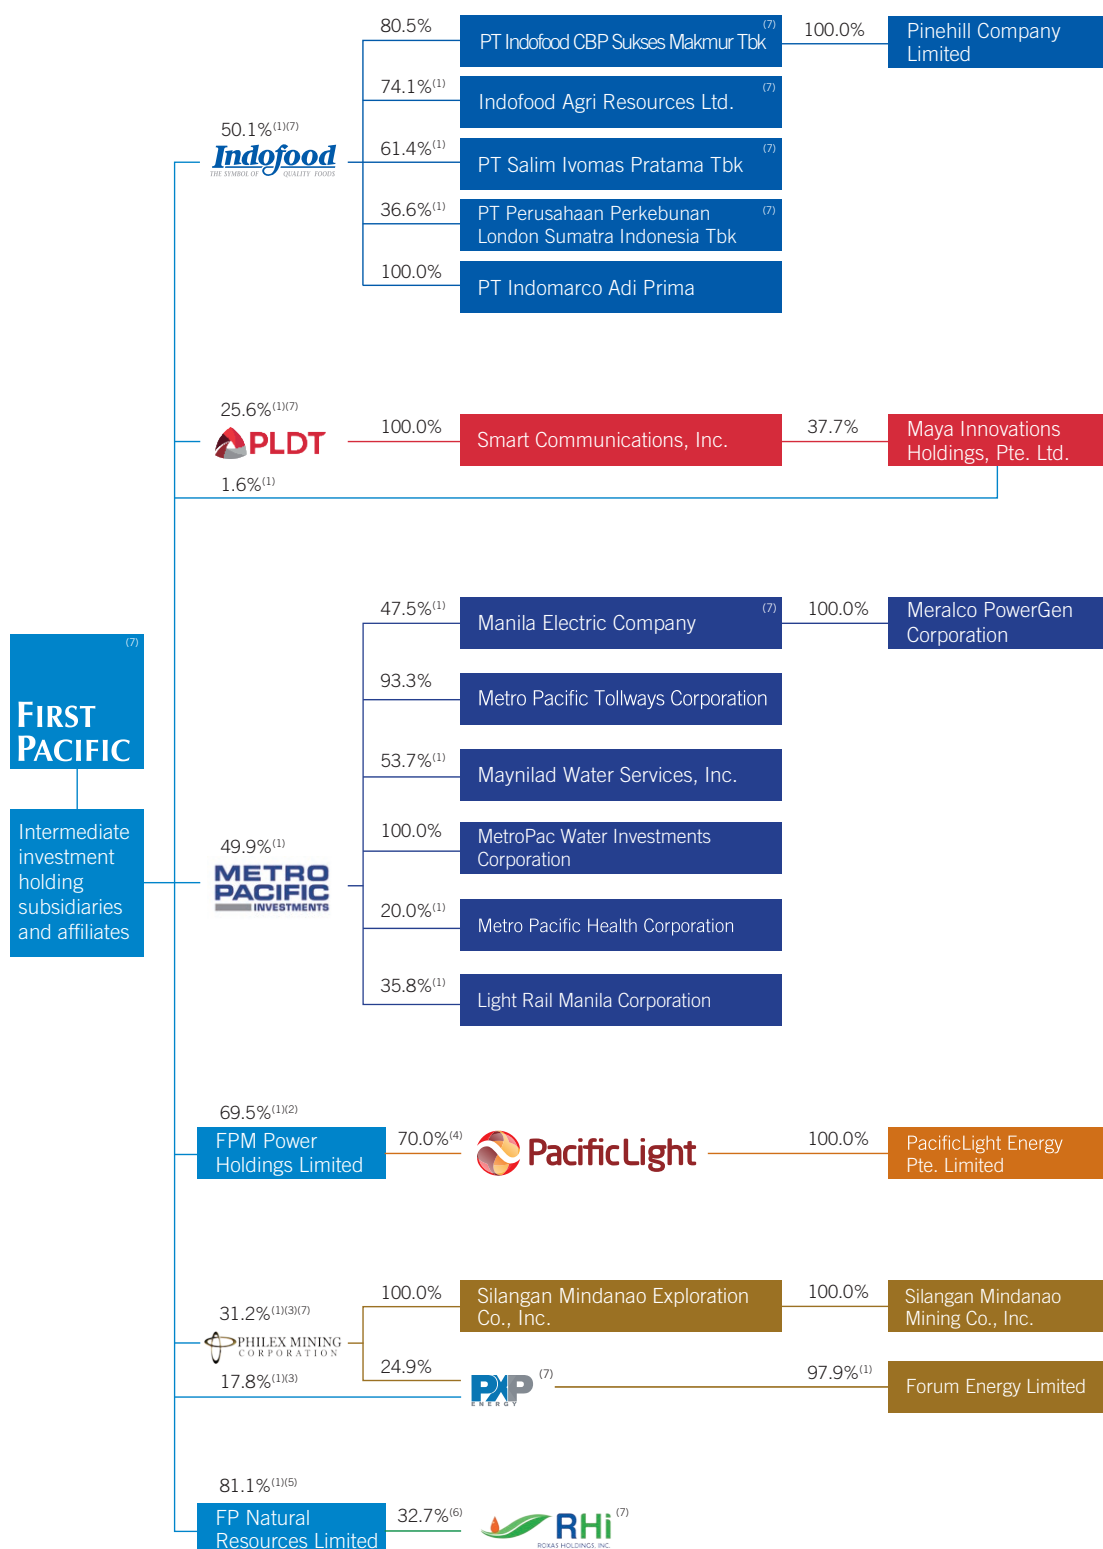 80.5%
PT Indofood CBP Sukses Makmur Tbk (7)
100.0%
Pinehill Company
Limited
74.1%(1)
Indofood Agri Resources Ltd. (7)
50.1%(1)(7)
Indofood
THE SYMBOL OF QUALITY FOODS
61.4%(1)
PT Salim Ivomas Pratama Tbk (7)
36.6%(1)
PT Perusahaan Perkebunan (7)
London Sumatra Indonesia Tbk
100.0%
PT Indomarco Adi Prima
25.6%(1)(7)
PLDT
100.0%
Smart Communications, Inc.
37.7%
Maya Innovations
Holdings, Pte. Ltd.
1.6%(1)
47.5%(1)
Manila Electric Company (7)
100.0%
Meralco PowerGen
Corporation
(7)
FIRST
PACIFIC
93.3%
Metro Pacific Tollways Corporation
53.7%(1)
Maynilad Water Services, Inc.
Intermediate
investment
holding
subsidiaries
and affiliates
49.9%(1)
METRO
PACIFIC
INVESTMENTS
100.0%
MetroPac Water Investments
Corporation
20.0%(1)
Metro Pacific Health Corporation
35.8%(1)
Light Rail Manila Corporation
69.5%(1)(2)
FPM Power
Holdings Limited
70.0%(4)
PacificLight
100.0%
PacificLight Energy
Pte. Limited
31.2%(1)(3)(7)
PHILEX MINING
CORPORATION
100.0%
Silangan Mindanao Exploration
Co., Inc.
100.0%
Silangan Mindanao
Mining Co., Inc.
17.8%(1)(3)
24.9%
PXP (7)
ENERGY
97.9%(1)
Forum Energy Limited
81.1%(1)(5)
FP Natural
Resources Limited
32.7%(6)
RHi (7)
ROXAS HOLDINGS, INC.